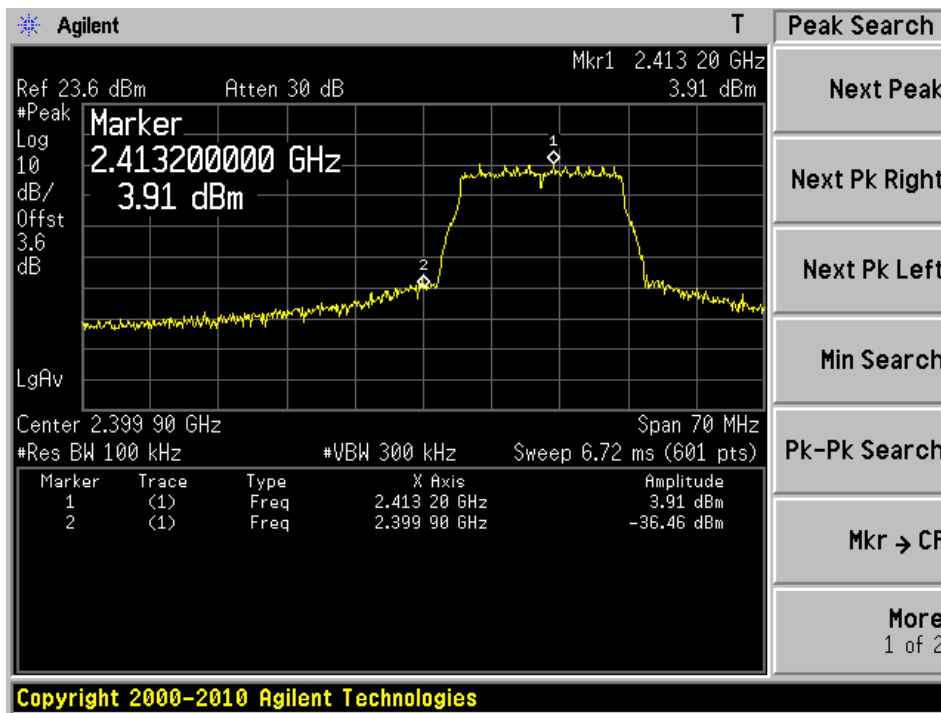 Agilent T
Peak Search
Mkr1 2.413 20 GHz
Ref 23.6 dBm Atten 30 dB 3.91 dBm
#Peak
Log
10
dB/
Offst
3.6
dB
LgAv
Marker
2.413200000 GHz
3.91 dBm
1
2
Center 2.399 90 GHz Span 70 MHz
#Res BW 100 kHz #VBW 300 kHz Sweep 6.72 ms (601 pts)
Marker Trace Type X Axis Amplitude
1 (1) Freq 2.413 20 GHz 3.91 dBm
2 (1) Freq 2.399 90 GHz -36.46 dBm
Next Peak
Next Pk Right
Next Pk Left
Min Search
Pk-Pk Search
Mkr → CF
More
1 of 2
Copyright 2000-2010 Agilent Technologies